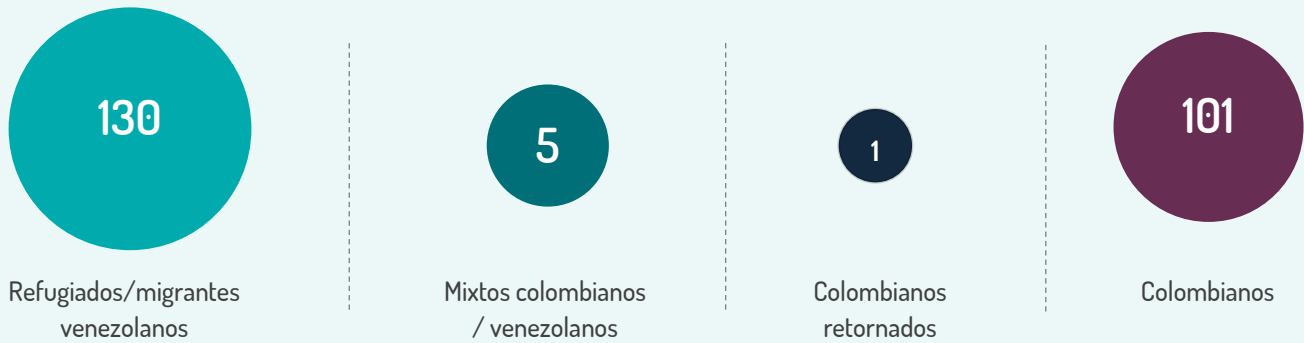 130
Refugiados/migrantes
venezolanos
5
Mixtos colombianos
/ venezolanos
1
Colombianos
retornados
101
Colombianos